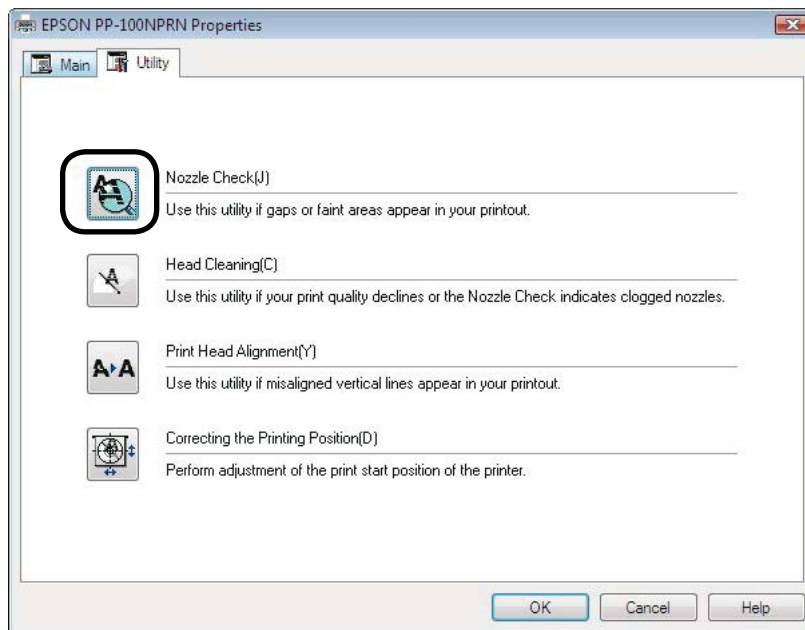 EPSON PP-100NPRN Properties
Main
Utility
Nozzle Check(J)
Use this utility if gaps or faint areas appear in your printout.
Head Cleaning(C)
Use this utility if your print quality declines or the Nozzle Check indicates clogged nozzles.
Print Head Alignment(Y)
Use this utility if misaligned vertical lines appear in your printout.
Correcting the Printing Position(D)
Perform adjustment of the print start position of the printer.
OK
Cancel
Help